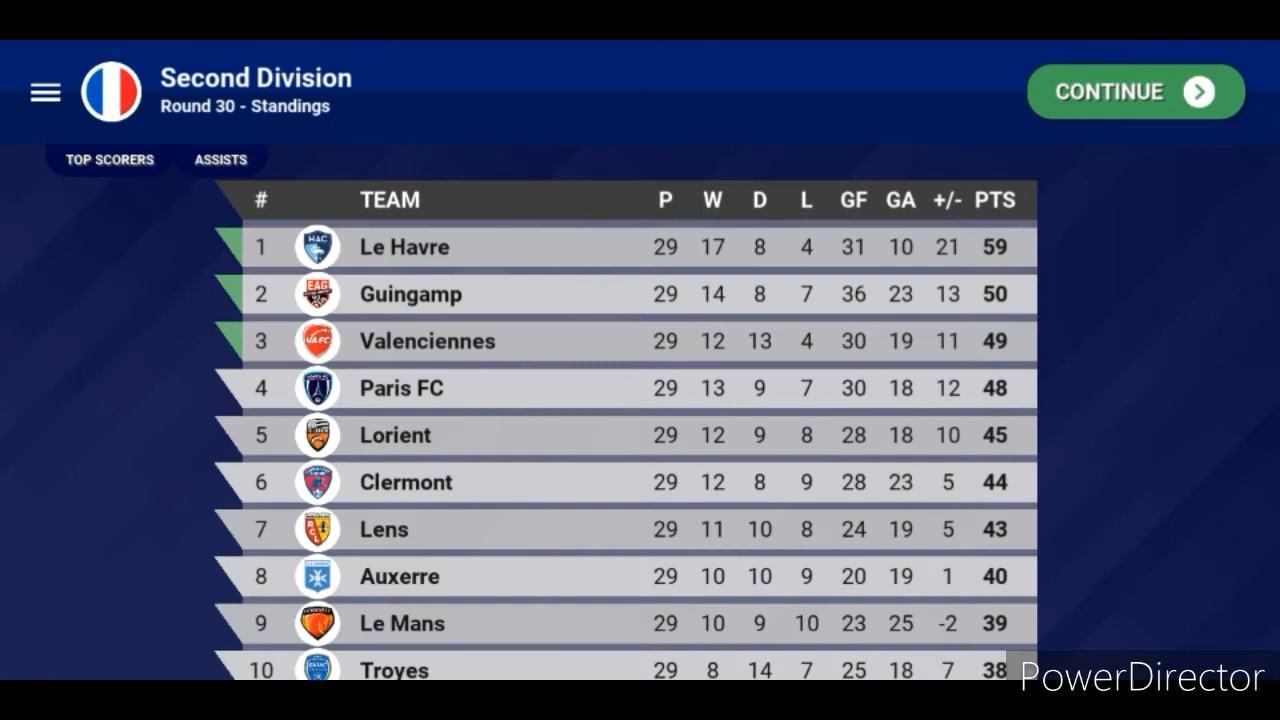 Second Division
Round 30 - Standings
CONTINUE
TOP SCORERS ASSISTS
# TEAM P W D L GF GA +/- PTS
1 HAC Le Havre 29 17 8 4 31 10 21 59
2 EAG Guingamp 29 14 8 7 36 23 13 50
3 VAFC Valenciennes 29 12 13 4 30 19 11 49
4 Paris FC 29 13 9 7 30 18 12 48
5 Lorient 29 12 9 8 28 18 10 45
6 Clermont 29 12 8 9 28 23 5 44
7 RCL Lens 29 11 10 8 24 19 5 43
8 Auxerre 29 10 10 9 20 19 1 40
9 Le Mans 29 10 9 10 23 25 -2 39
10 Troyes 29 8 14 7 25 18 7 38
PowerDirector